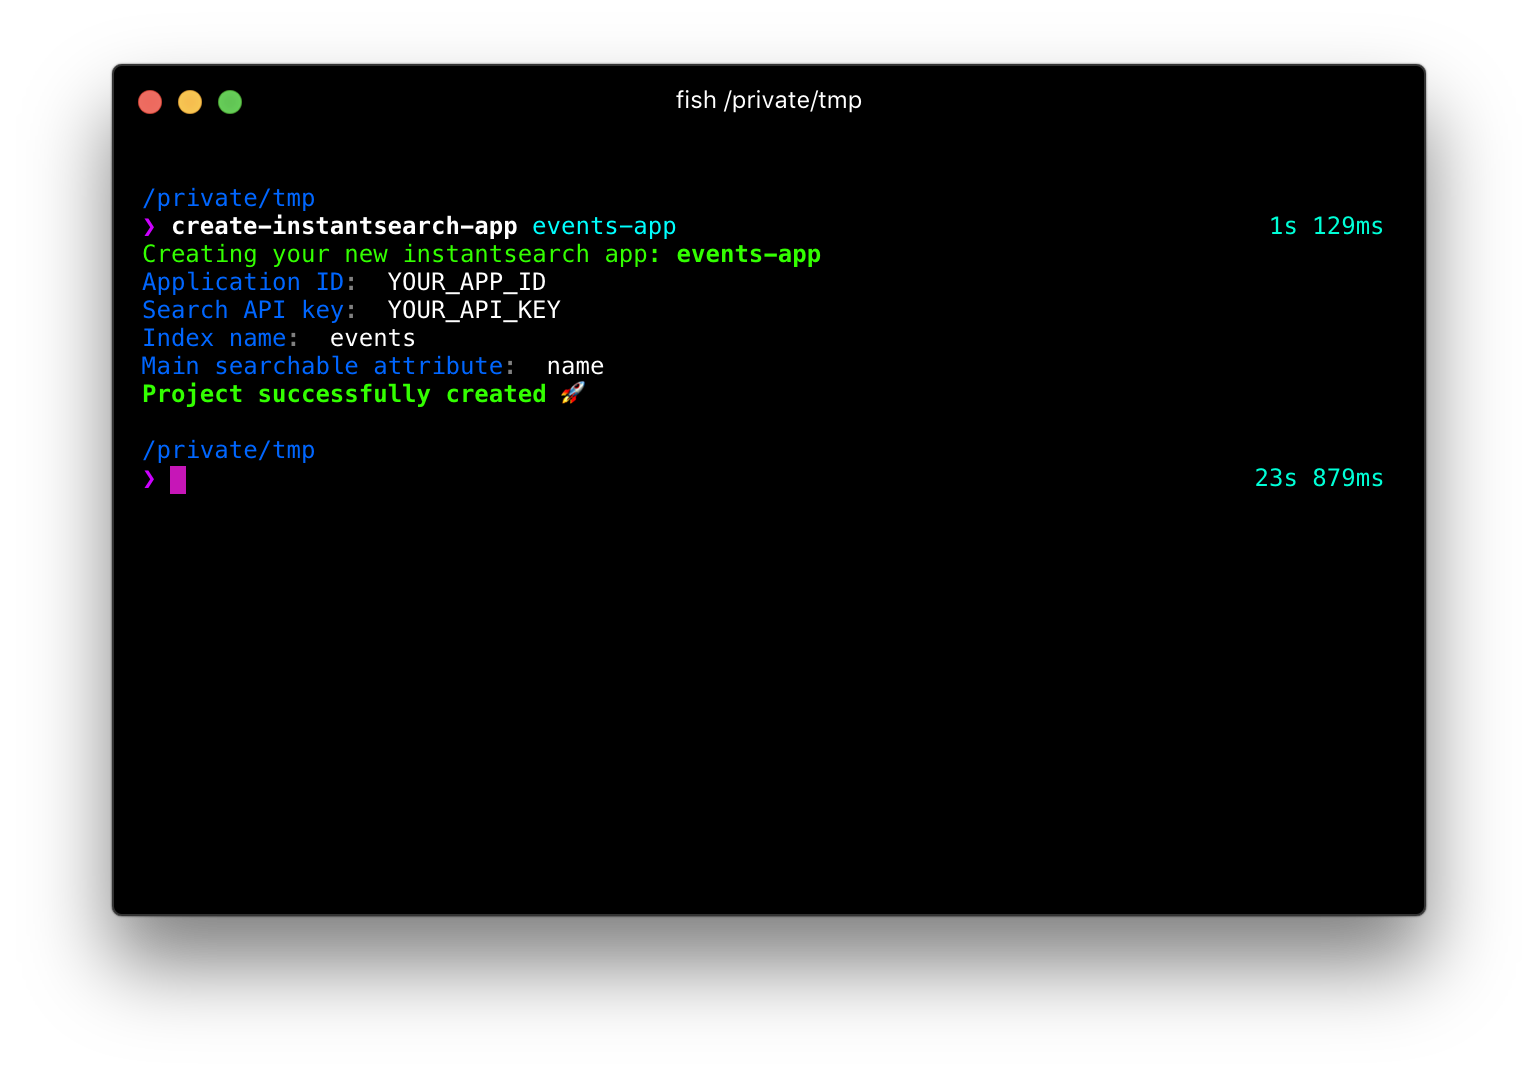 fish /private/tmp
/private/tmp
❯ create-instantsearch-app events-app 1s 129ms
Creating your new instantsearch app: events-app
Application ID: YOUR_APP_ID
Search API key: YOUR_API_KEY
Index name: events
Main searchable attribute: name
Project successfully created 🚀
/private/tmp
❯ 23s 879ms